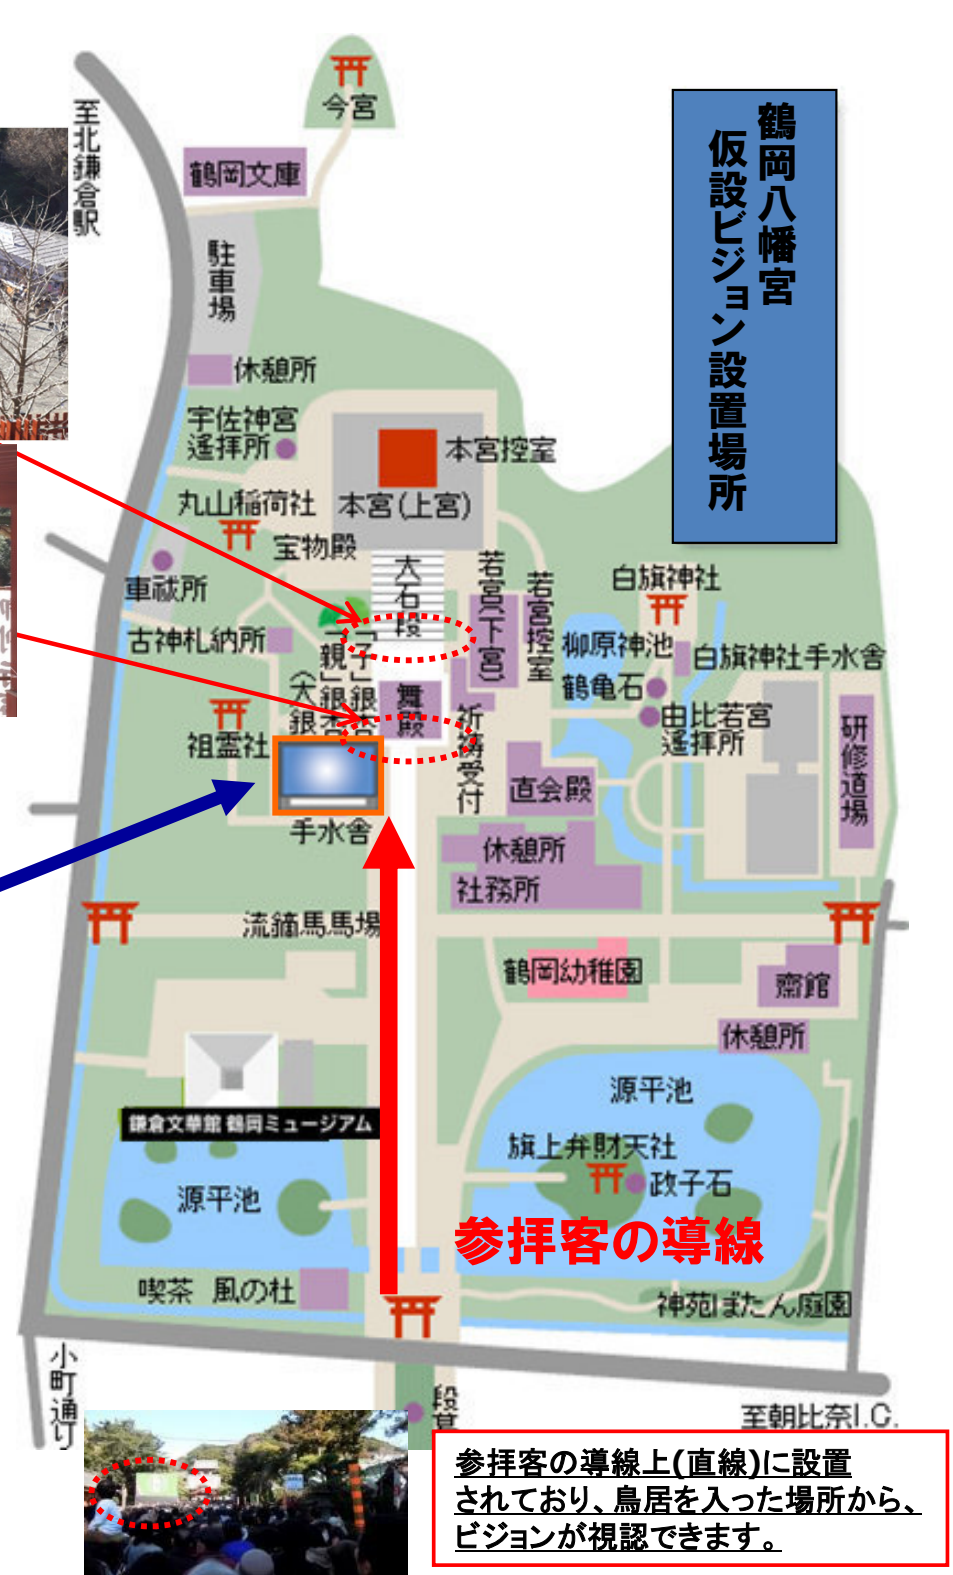 鶴岡八幡宮
仮設ビジョン設置場所
今宮
至北鎌倉駅
鶴岡文庫
駐車場
休憩所
宇佐神宮
遙拝所
本宮控室
丸山稲荷社
本宮(上宮)
宝物殿
大石段
若宮(下宮)
若宮控室
白旗神社
車祓所
古神札納所
柳原神池
白旗神社手水舎
「親」銀杏
「子」銀杏
(大銀
鶴亀石
舞殿
祖霊社
祈祷受付
由比若宮
遙拝所
研修道場
直会殿
手水舎
休憩所
社務所
流鏑馬馬場
鶴岡幼稚園
齋館
休憩所
源平池
鎌倉文華館 鶴岡ミュージアム
旗上弁財天社
政子石
源平池
参拝客の導線
喫茶 風の杜
神苑ぼたん庭園
小町通り
段葛
至朝比奈I.C.
参拝客の導線上(直線)に設置
されており、鳥居を入った場所から、
ビジョンが視認できます。